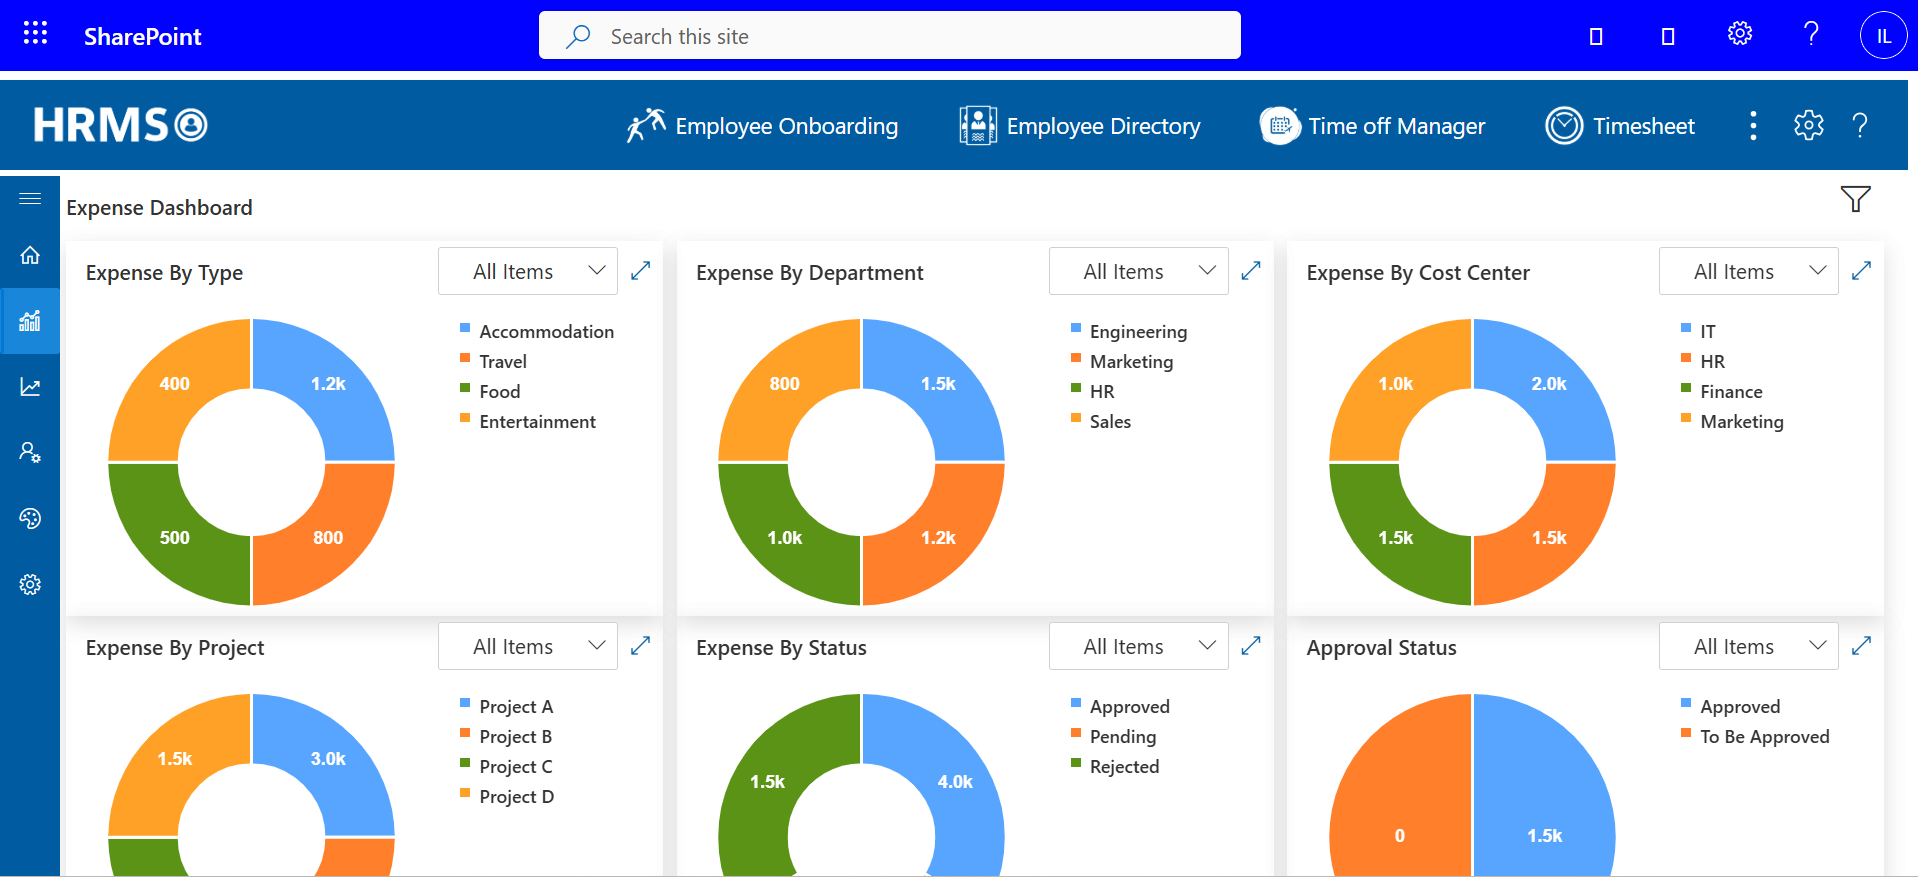 SharePoint
Search this site
IL
HRMS
Employee Onboarding
Employee Directory
Time off Manager
Timesheet
Expense Dashboard
Expense By Type
All Items
Accommodation
Travel
Food
Entertainment
400
1.2k
500
800
Expense By Department
All Items
Engineering
Marketing
HR
Sales
800
1.5k
1.0k
1.2k
Expense By Cost Center
All Items
IT
HR
Finance
Marketing
1.0k
2.0k
1.5k
1.5k
Expense By Project
All Items
Project A
Project B
Project C
Project D
1.5k
3.0k
Expense By Status
All Items
Approved
Pending
Rejected
1.5k
4.0k
Approval Status
All Items
Approved
To Be Approved
0
1.5k